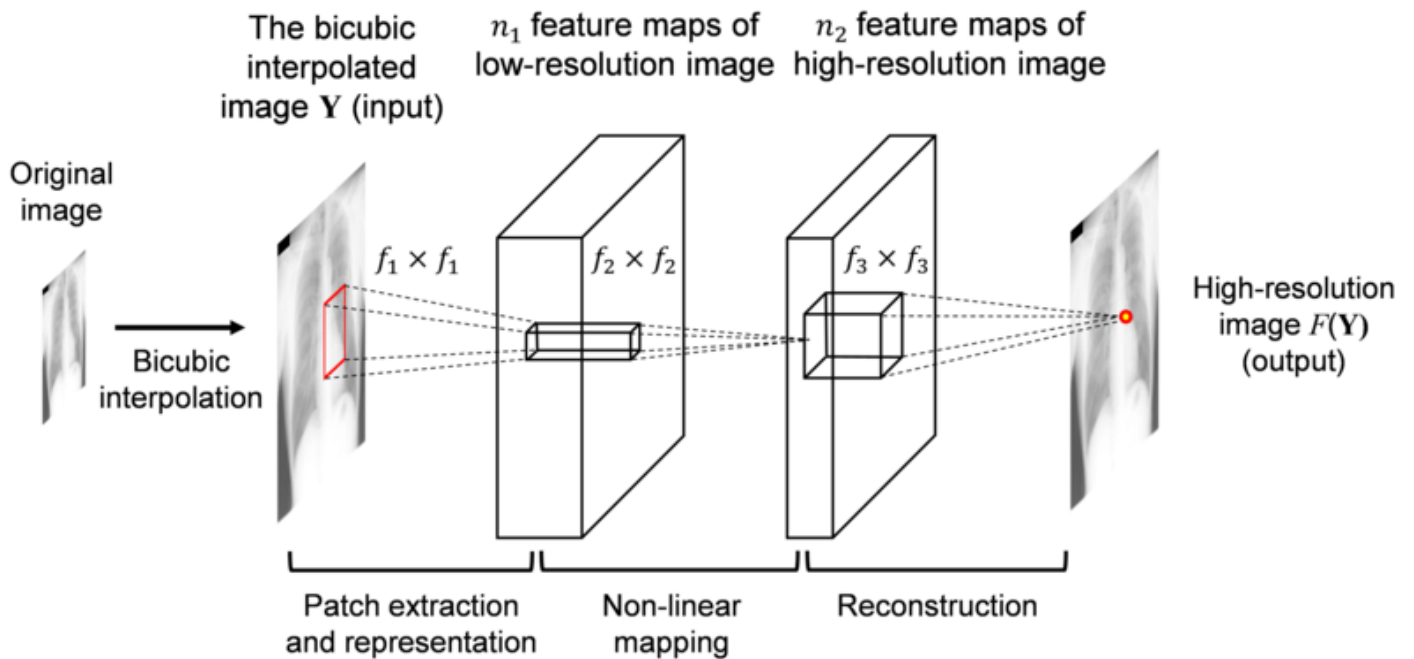 The bicubic
interpolated
image Y (input)
n₁ feature maps of
low-resolution image
n₂ feature maps of
high-resolution image
Original
image
Bicubic
interpolation
f₁ × f₁
f₂ × f₂
f₃ × f₃
High-resolution
image F(Y)
(output)
Patch extraction
and representation
Non-linear
mapping
Reconstruction